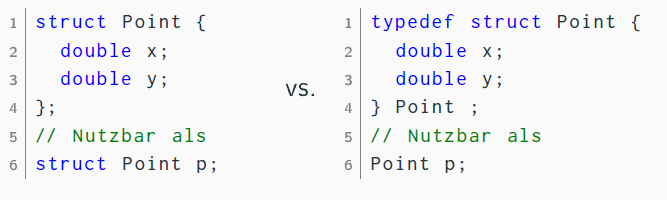 1 struct Point {
2   double x;
3   double y;
4 };
5 // Nutzbar als
6 struct Point p;
vs.
1 typedef struct Point {
2   double x;
3   double y;
4 } Point ;
5 // Nutzbar als
6 Point p;